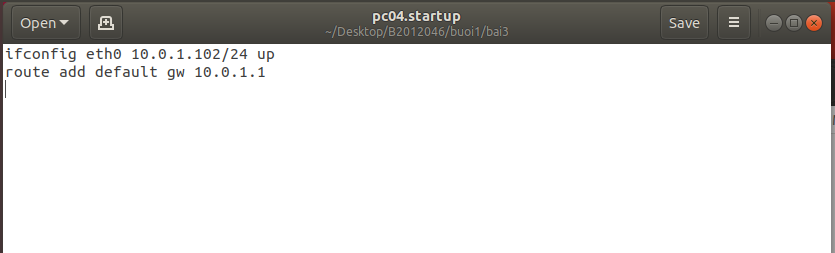 Open
pc04.startup
~/Desktop/B2012046/buoi1/bai3
Save
ifconfig eth0 10.0.1.102/24 up
route add default gw 10.0.1.1